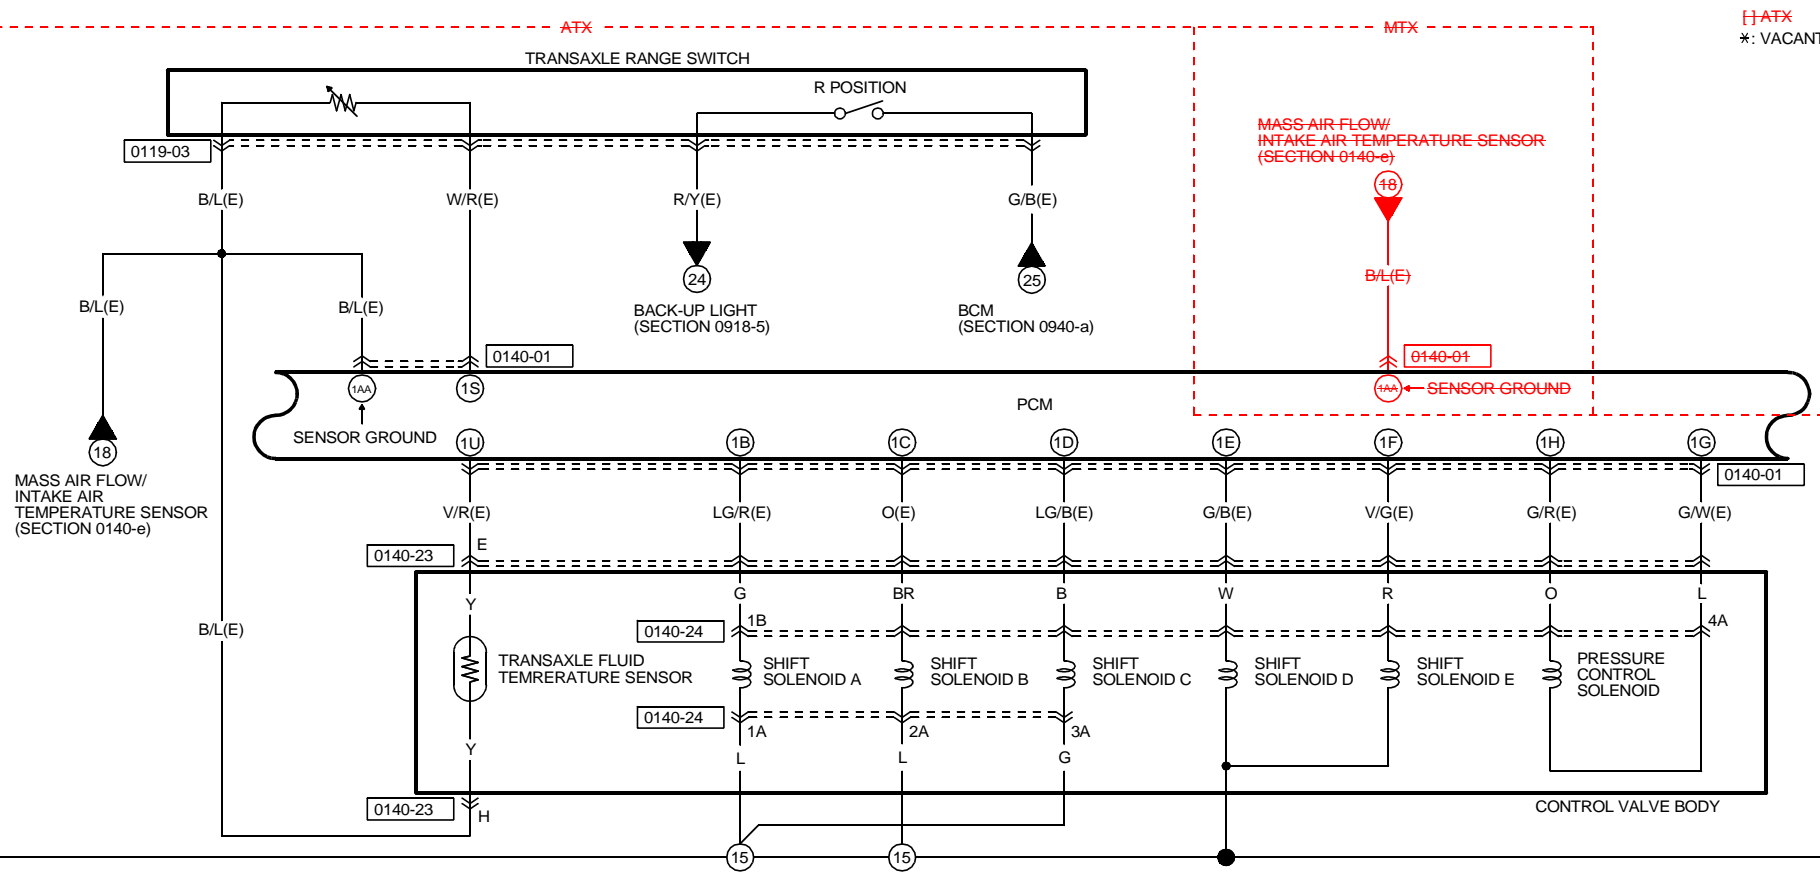 ATX
MTX
[ ] ATX
*: VACANT
TRANSAXLE RANGE SWITCH
R POSITION
0119-03
MASS AIR FLOW/
INTAKE AIR TEMPERATURE SENSOR
(SECTION 0140-e)
18
B/L(E)
W/R(E)
R/Y(E)
G/B(E)
24
25
B/L(E)
B/L(E)
B/L(E)
BACK-UP LIGHT
(SECTION 0918-5)
BCM
(SECTION 0940-a)
0140-01
0140-01
1AA
1S
1AA
SENSOR GROUND
PCM
SENSOR GROUND
18
MASS AIR FLOW/
INTAKE AIR
TEMPERATURE SENSOR
(SECTION 0140-e)
1U
1B
1C
1D
1E
1F
1H
1G
0140-01
V/R(E)
LG/R(E)
O(E)
LG/B(E)
G/B(E)
V/G(E)
G/R(E)
G/W(E)
0140-23
E
Y
G
BR
B
W
R
O
L
B/L(E)
0140-24
1B
4A
TRANSAXLE FLUID
TEMRERATURE SENSOR
SHIFT
SOLENOID A
SHIFT
SOLENOID B
SHIFT
SOLENOID C
SHIFT
SOLENOID D
SHIFT
SOLENOID E
PRESSURE
CONTROL
SOLENOID
0140-24
1A
2A
3A
Y
L
L
G
0140-23
H
CONTROL VALVE BODY
15
15